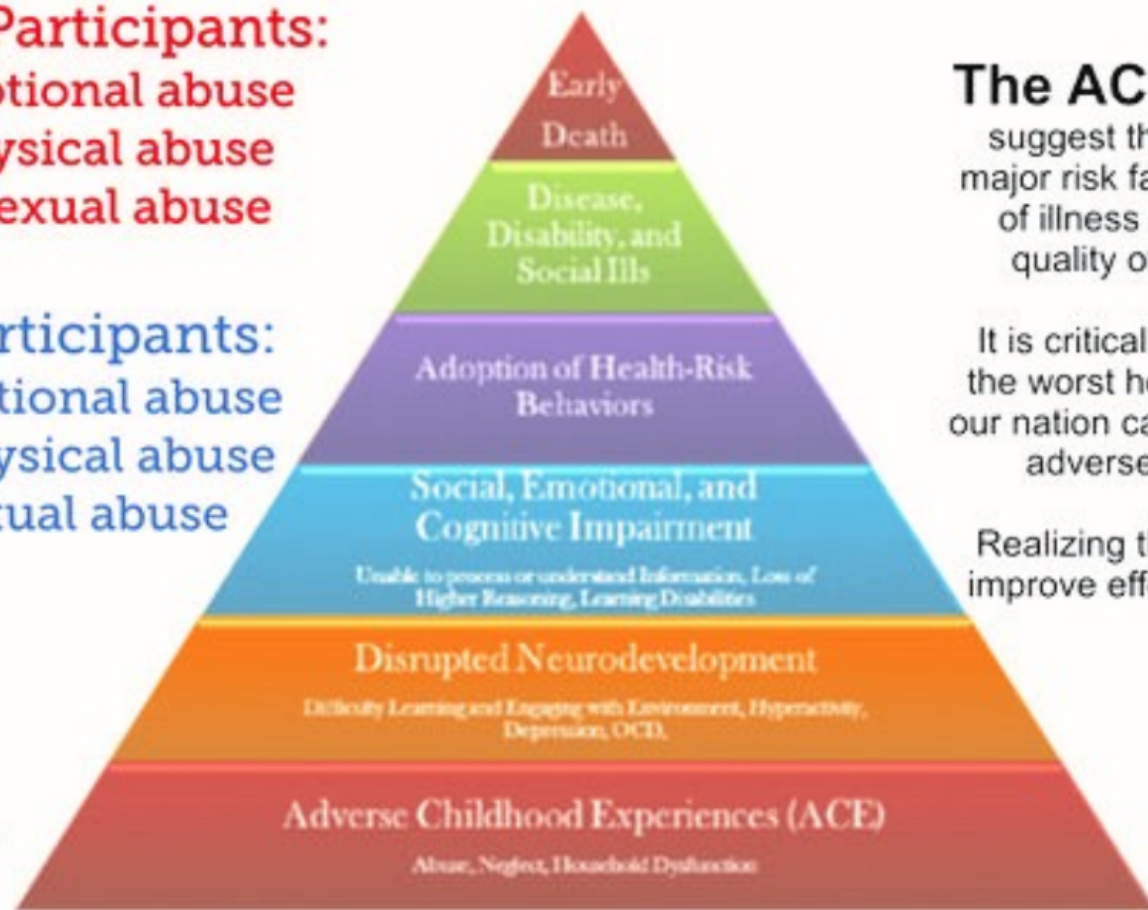 Participants:
otional abuse
ysical abuse
exual abuse
rticipants:
tional abuse
ysical abuse
tual abuse
Early
Death
Disease,
Disability, and
Social Ills
Adoption of Health-Risk
Behaviors
Social, Emotional, and
Cognitive Impairment
Unable to process or understand Information, Loss of
Higher Reasoning, Learning Disabilities
Disrupted Neurodevelopment
Difficulty Learning and Engaging with Environment, Hyperactivity,
Depression, OCD,
Adverse Childhood Experiences (ACE)
Abuse, Neglect, Household Dysfunction
The AC
suggest th
major risk fa
of illness
quality o
It is critical
the worst he
our nation ca
adverse
Realizing t
improve eff